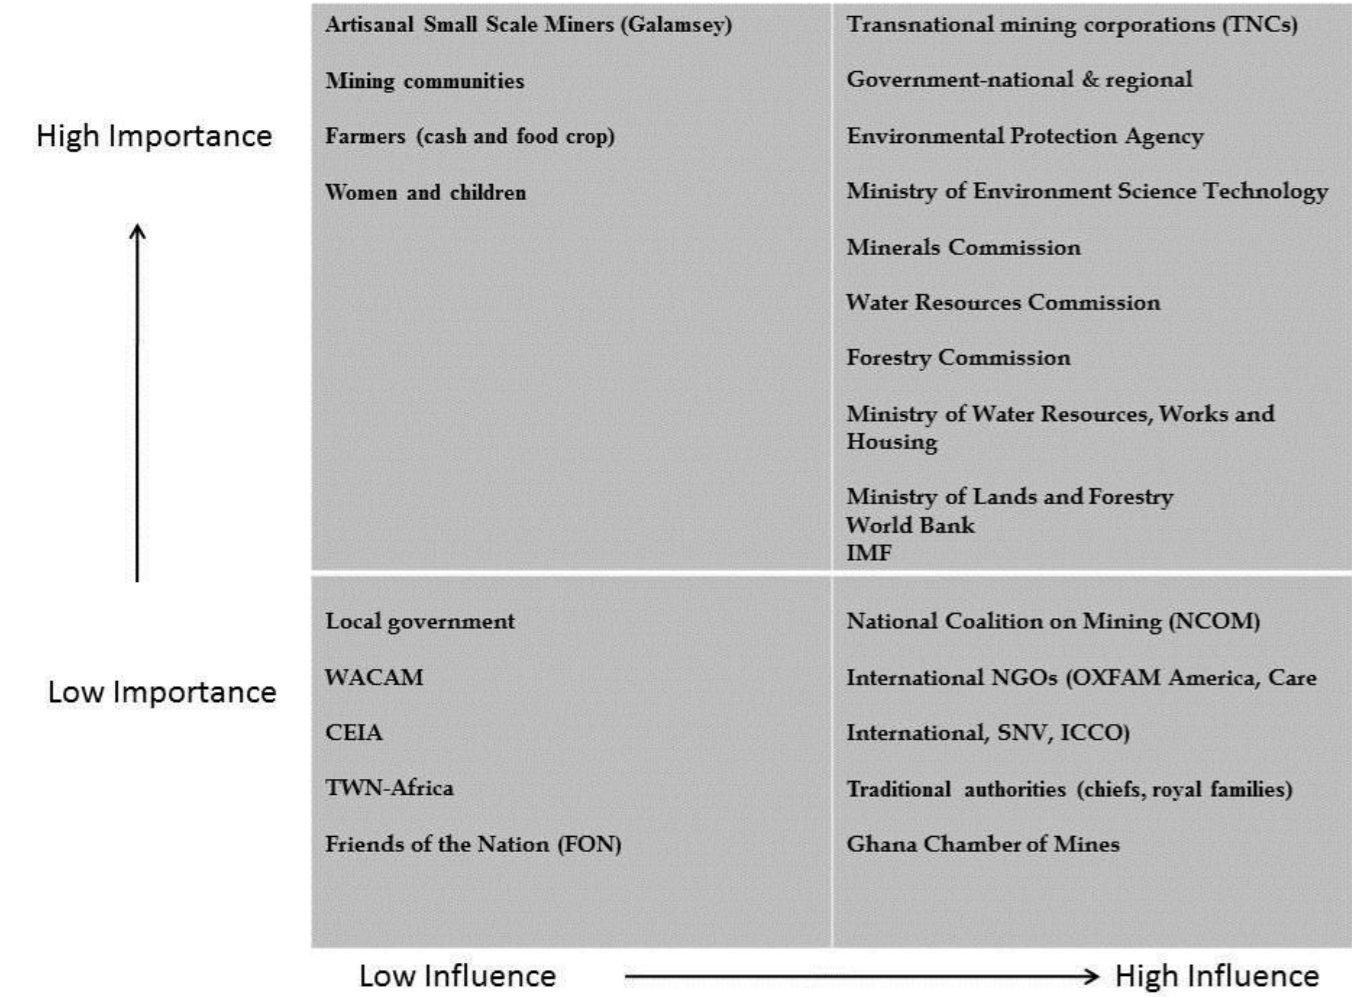 Artisanal Small Scale Miners (Galamsey)
Mining communities
Farmers (cash and food crop)
Women and children
Transnational mining corporations (TNCs)
Government-national & regional
Environmental Protection Agency
Ministry of Environment Science Technology
Minerals Commission
Water Resources Commission
Forestry Commission
Ministry of Water Resources, Works and
Housing
Ministry of Lands and Forestry
World Bank
IMF
High Importance
Low Importance
Local government
WACAM
CEIA
TWN-Africa
Friends of the Nation (FON)
National Coalition on Mining (NCOM)
International NGOs (OXFAM America, Care
International, SNV, ICCO)
Traditional authorities (chiefs, royal families)
Ghana Chamber of Mines
Low Influence
High Influence